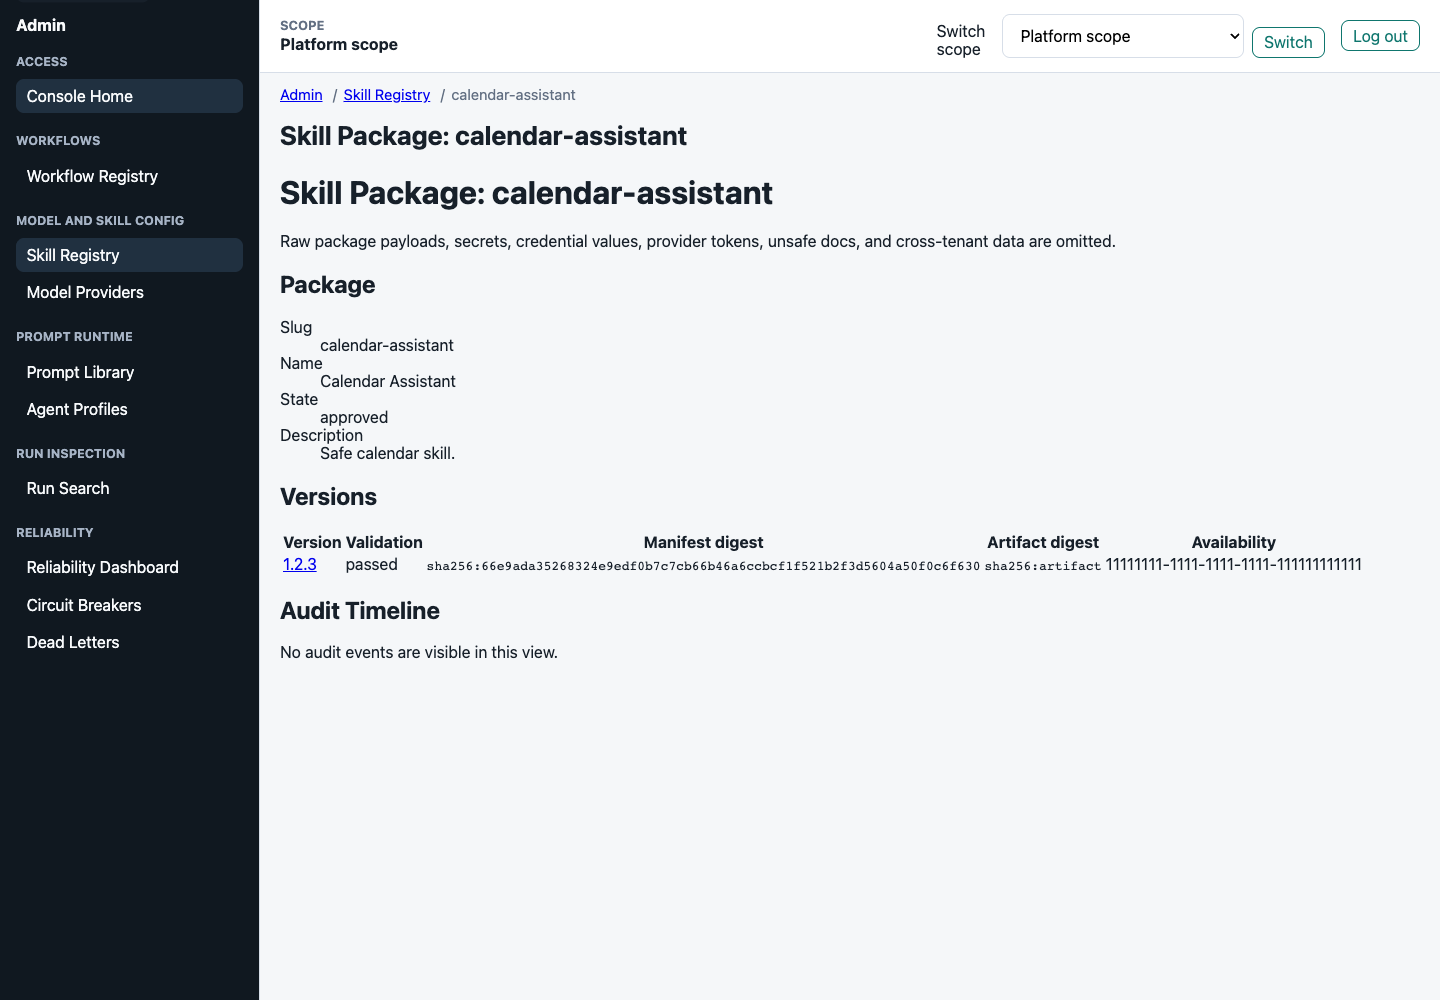 Admin
ACCESS
Console Home
WORKFLOWS
Workflow Registry
MODEL AND SKILL CONFIG
Skill Registry
Model Providers
PROMPT RUNTIME
Prompt Library
Agent Profiles
RUN INSPECTION
Run Search
RELIABILITY
Reliability Dashboard
Circuit Breakers
Dead Letters
SCOPE
Platform scope
Switch
scope
Platform scope
Switch
Log out
Admin / Skill Registry / calendar-assistant
Skill Package: calendar-assistant
Skill Package: calendar-assistant
Raw package payloads, secrets, credential values, provider tokens, unsafe docs, and cross-tenant data are omitted.
Package
Slug
calendar-assistant
Name
Calendar Assistant
State
approved
Description
Safe calendar skill.
Versions
Version Validation Manifest digest Artifact digest Availability
1.2.3 passed sha256:66e9ada35268324e9edf0b7c7cb66b46a6ccbcf1f521b2f3d5604a50f0c6f630 sha256:artifact 11111111-1111-1111-1111-111111111111
Audit Timeline
No audit events are visible in this view.